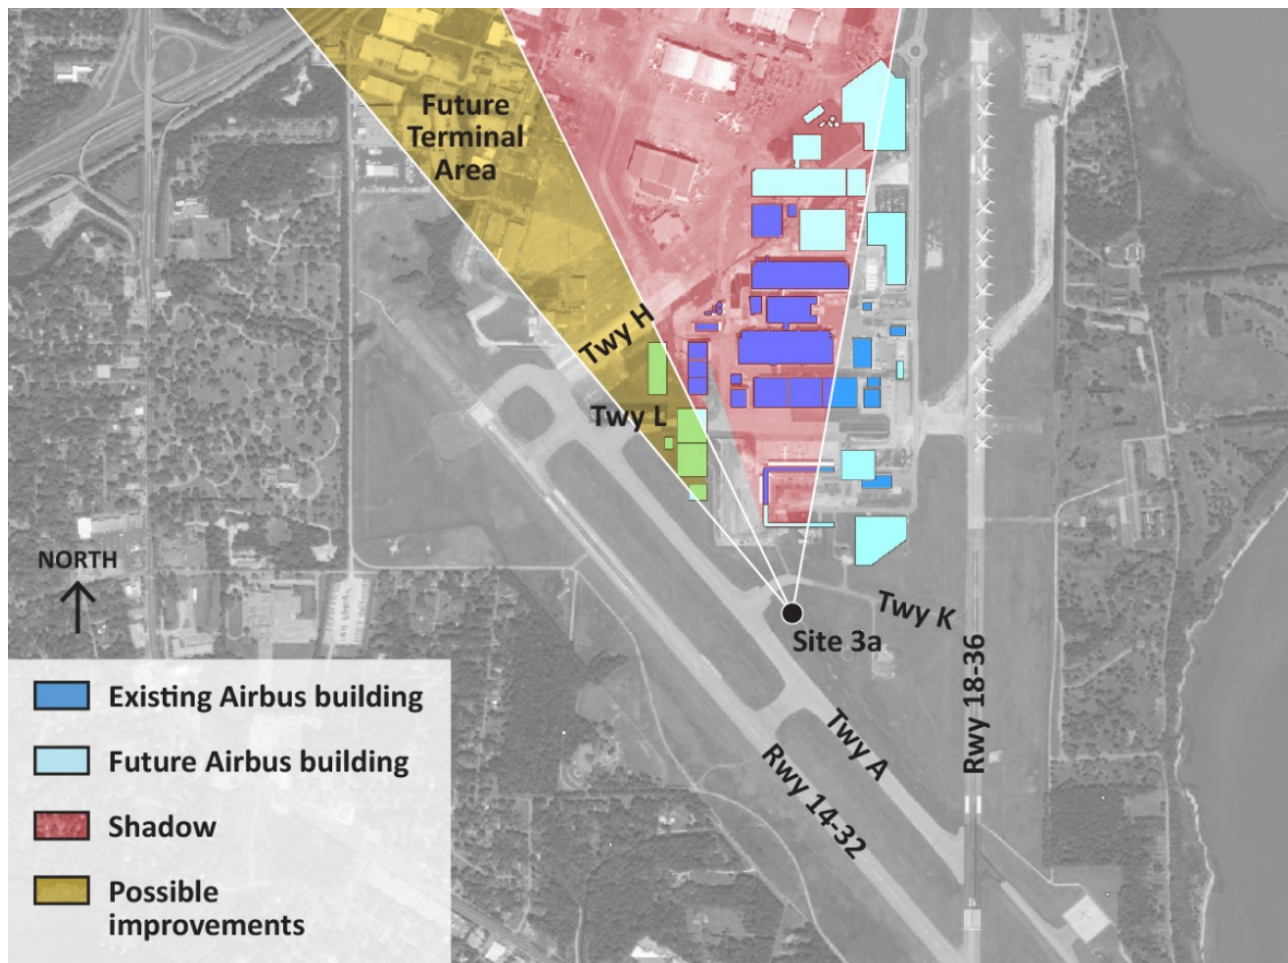 Future
Terminal
Area
Twy H
Twy L
NORTH
Twy K
Site 3a
Rwy 18-36
Twy A
Rwy 14-32
Existing Airbus building
Future Airbus building
Shadow
Possible
improvements